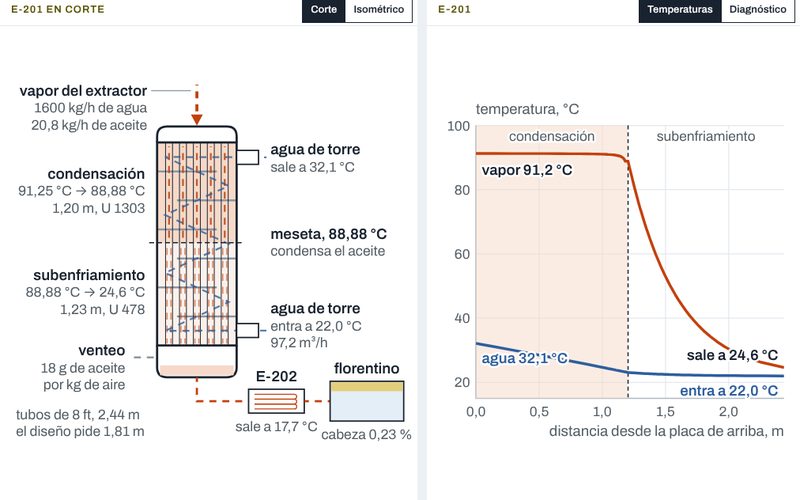 E-201 EN CORTE
Corte
Isométrico
vapor del extractor
1600 kg/h de agua
20,8 kg/h de aceite
condensación
91,25 °C → 88,88 °C
1,20 m, U 1303
subenfriamiento
88,88 °C → 24,6 °C
1,23 m, U 478
venteo
18 g de aceite
por kg de aire
tubos de 8 ft, 2,44 m
el diseño pide 1,81 m
agua de torre
sale a 32,1 °C
meseta, 88,88 °C
condensa el aceite
agua de torre
entra a 22,0 °C
97,2 m³/h
E-202
sale a 17,7 °C
florentino
cabeza 0,23 %
E-201
Temperaturas
Diagnóstico
temperatura, °C
100
80
60
40
20
condensación
subenfriamiento
vapor 91,2 °C
agua 32,1 °C
sale a 24,6 °C
entra a 22,0 °C
0,0
0,5
1,0
1,5
2,0
distancia desde la placa de arriba, m